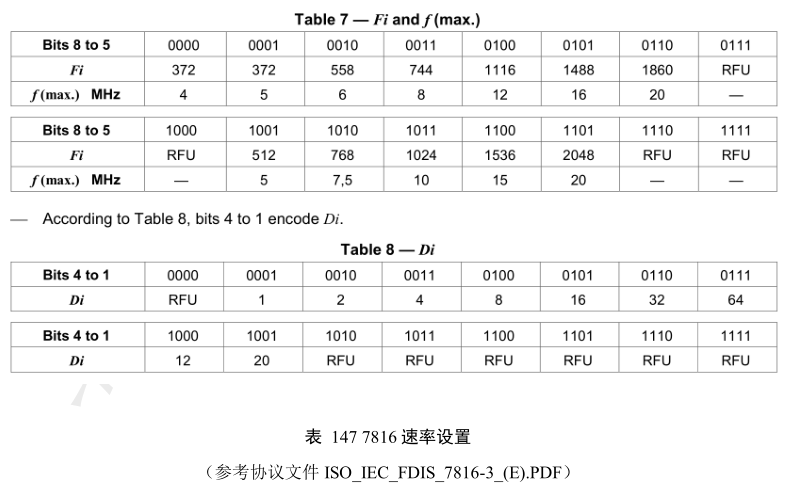 Table 7 — Fi and f (max.)
Bits 8 to 5 0000 0001 0010 0011 0100 0101 0110 0111
Fi 372 372 558 744 1116 1488 1860 RFU
f (max.) MHz 4 5 6 8 12 16 20 —
Bits 8 to 5 1000 1001 1010 1011 1100 1101 1110 1111
Fi RFU 512 768 1024 1536 2048 RFU RFU
f (max.) MHz — 5 7,5 10 15 20 — —
— According to Table 8, bits 4 to 1 encode Di.
Table 8 — Di
Bits 4 to 1 0000 0001 0010 0011 0100 0101 0110 0111
Di RFU 1 2 4 8 16 32 64
Bits 4 to 1 1000 1001 1010 1011 1100 1101 1110 1111
Di 12 20 RFU RFU RFU RFU RFU RFU
表 147 7816 速率设置
（参考协议文件 ISO_IEC_FDIS_7816-3_(E).PDF）